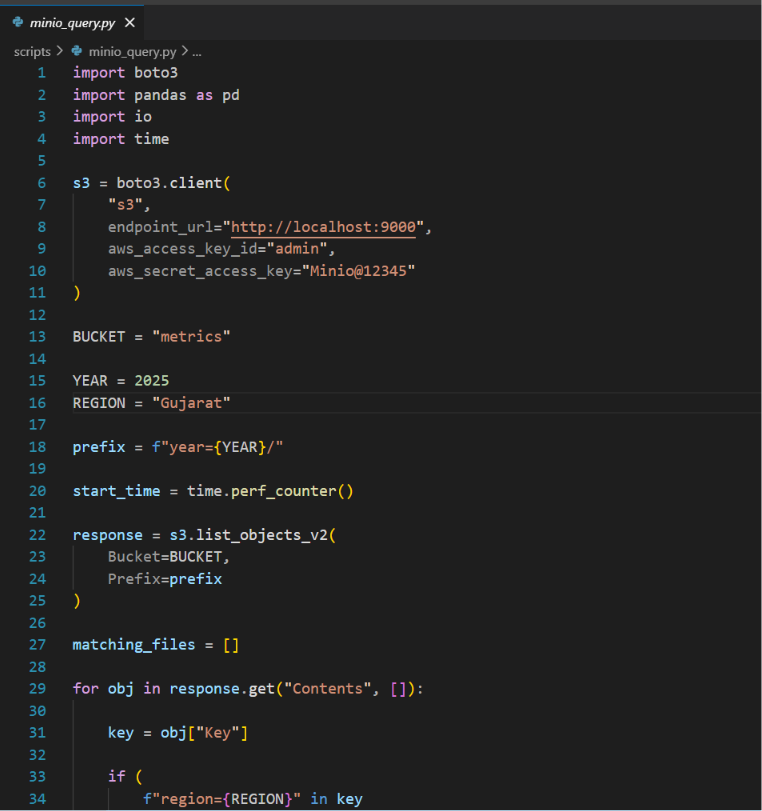 minio_query.py
scripts > minio_query.py > ...
1 import boto3
2 import pandas as pd
3 import io
4 import time
5
6 s3 = boto3.client(
7     "s3",
8     endpoint_url="http://localhost:9000",
9     aws_access_key_id="admin",
10     aws_secret_access_key="Minio@12345"
11 )
12
13 BUCKET = "metrics"
14
15 YEAR = 2025
16 REGION = "Gujarat"
17
18 prefix = f"year={YEAR}/"
19
20 start_time = time.perf_counter()
21
22 response = s3.list_objects_v2(
23     Bucket=BUCKET,
24     Prefix=prefix
25 )
26
27 matching_files = []
28
29 for obj in response.get("Contents", []):
30
31     key = obj["Key"]
32
33     if (
34         f"region={REGION}" in key